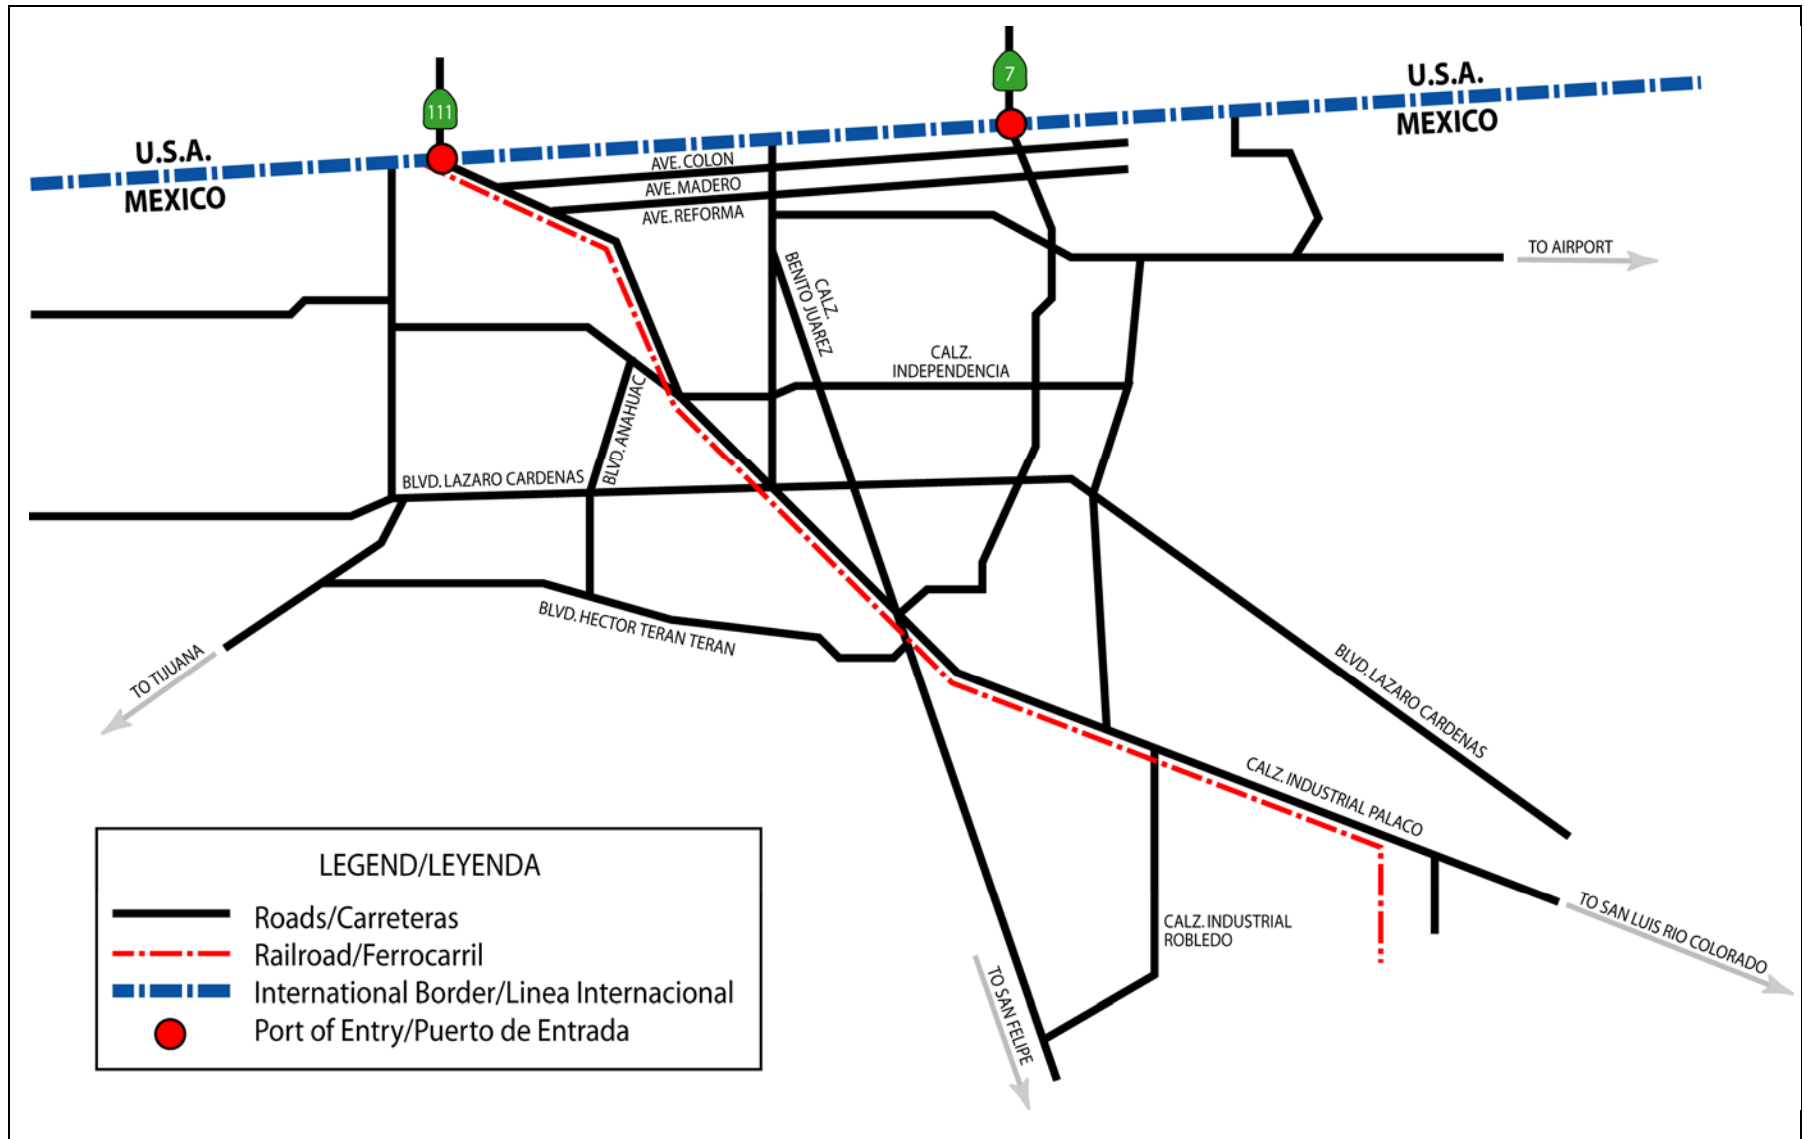 7
U.S.A.
MEXICO
111
U.S.A.
MEXICO
AVE. COLON
AVE. MADERO
AVE. REFORMA
TO AIRPORT
CALZ.
BENITO JUAREZ
CALZ.
INDEPENDENCIA
BLVD. ANAHUAC
BLVD. LAZARO CARDENAS
BLVD. HECTOR TERAN TERAN
TO TIJUANA
BLVD. LAZARO CARDENAS
CALZ. INDUSTRIAL PALACO
CALZ. INDUSTRIAL
ROBLEDO
TO SAN LUIS RIO COLORADO
TO SAN FELIPE
LEGEND/LEYENDA
Roads/Carreteras
Railroad/Ferrocarril
International Border/Linea Internacional
Port of Entry/Puerto de Entrada